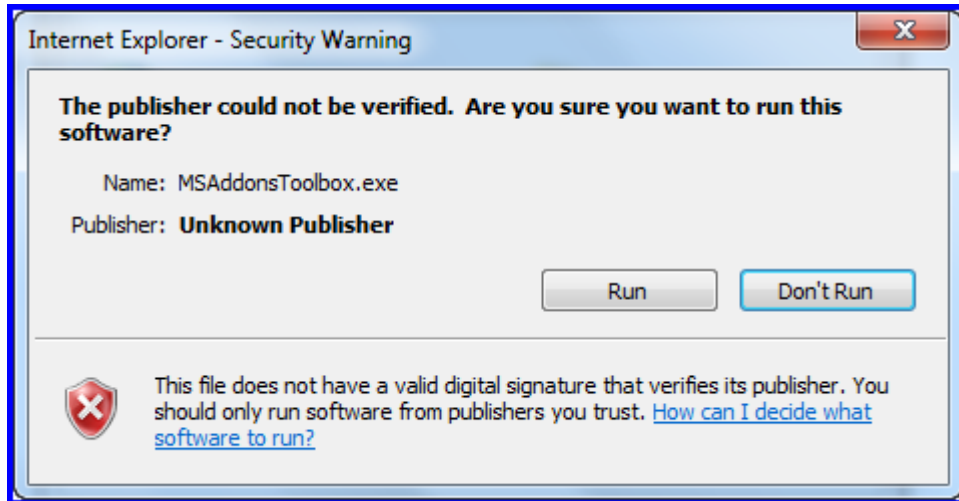 Internet Explorer - Security Warning
The publisher could not be verified. Are you sure you want to run this
software?
Name: MSAddonsToolbox.exe
Publisher: Unknown Publisher
Run Don't Run
This file does not have a valid digital signature that verifies its publisher. You
should only run software from publishers you trust. How can I decide what
software to run?